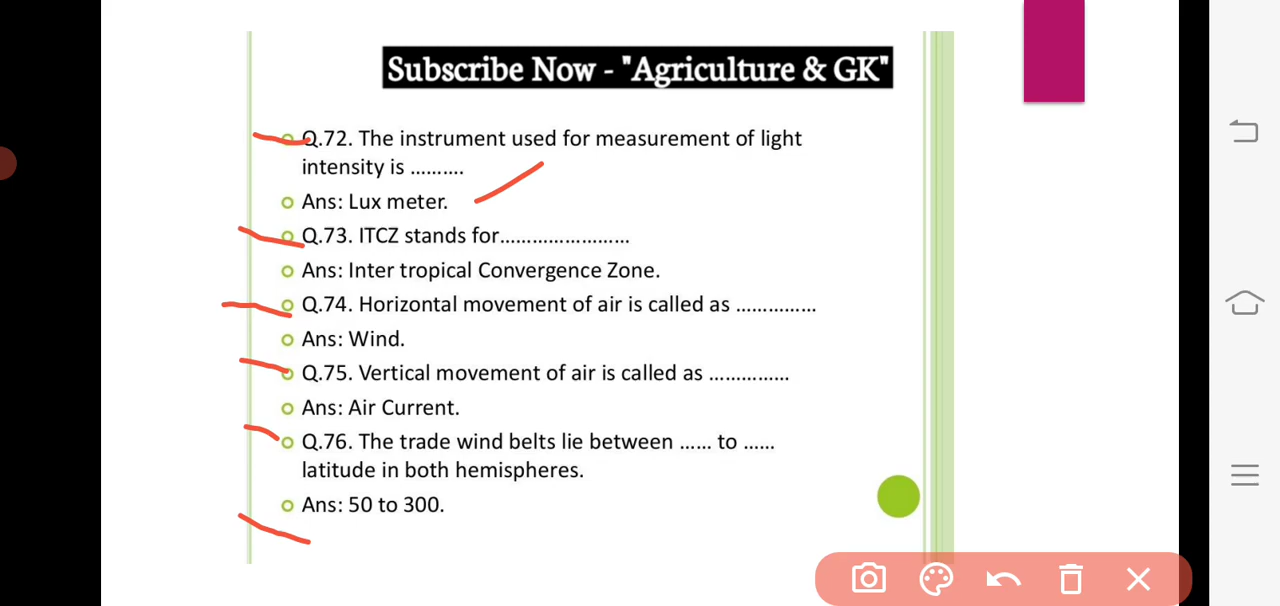 Subscribe Now - "Agriculture & GK"
Q.72. The instrument used for measurement of light
intensity is ..........
Ans: Lux meter.
Q.73. ITCZ stands for........................
Ans: Inter tropical Convergence Zone.
Q.74. Horizontal movement of air is called as ...............
Ans: Wind.
Q.75. Vertical movement of air is called as ...............
Ans: Air Current.
Q.76. The trade wind belts lie between ...... to ......
latitude in both hemispheres.
Ans: 50 to 300.